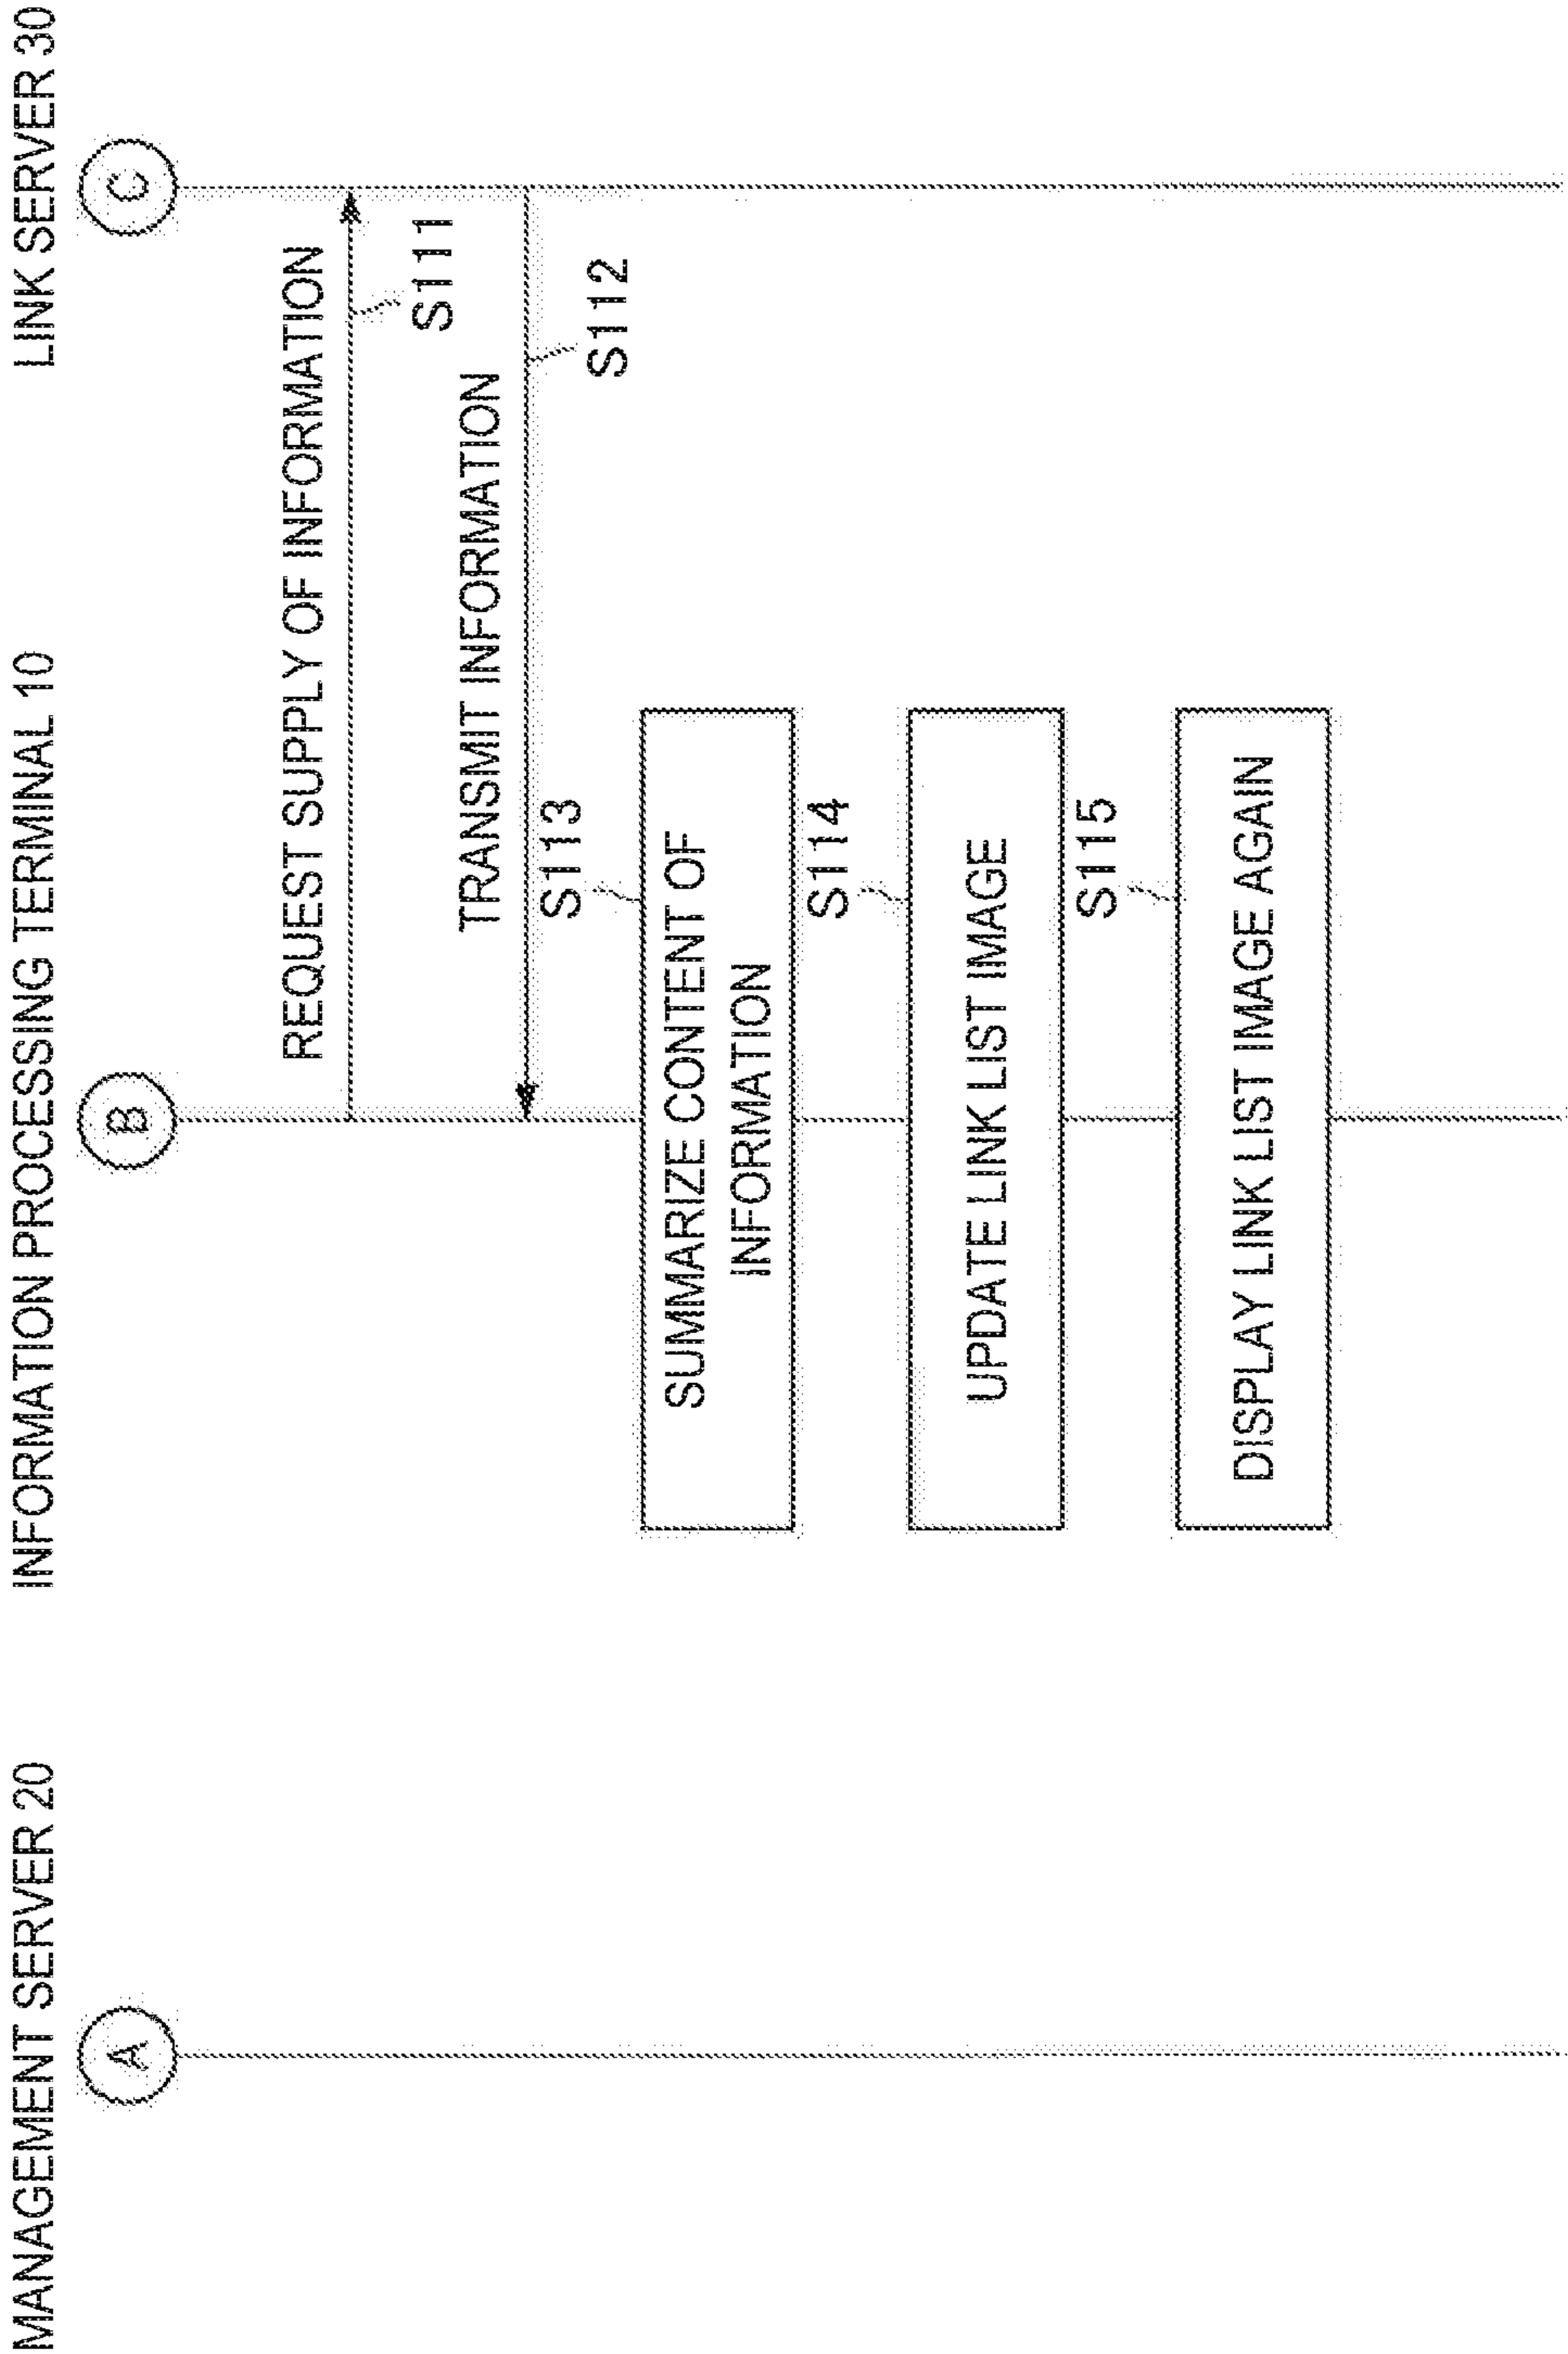 MANAGEMENT SERVER 20
INFORMATION PROCESSING TERMINAL 10
LINK SERVER 30
A
B
C
REQUEST SUPPLY OF INFORMATION
S111
TRANSMIT INFORMATION
S112
S113
SUMMARIZE CONTENT OF
INFORMATION
S114
UPDATE LINK LIST IMAGE
S115
DISPLAY LINK LIST IMAGE AGAIN